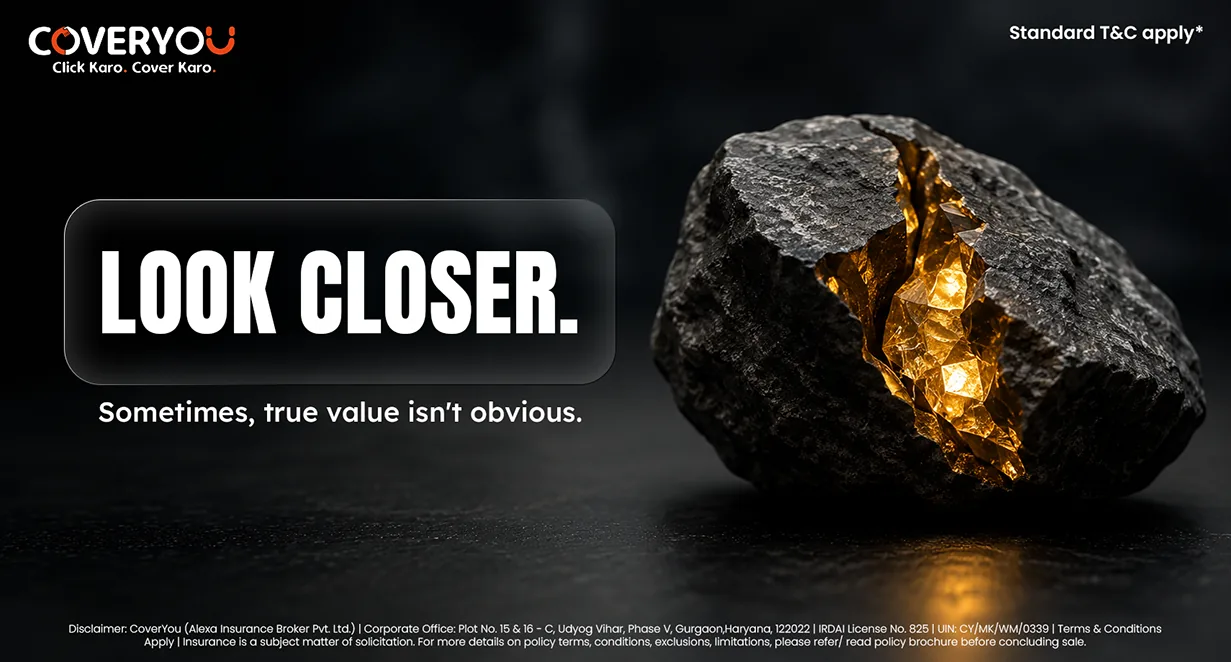 COVERYOU
Click Karo. Cover Karo.
Standard T&C apply*
LOOK CLOSER.
Sometimes, true value isn't obvious.
Disclaimer: CoverYou (Alexa Insurance Broker Pvt. Ltd.) | Corporate Office: Plot No. 15 & 16 - C, Udyog Vihar, Phase V, Gurgaon,Haryana, 122022 | IRDAI License No. 825 | UIN: CY/MK/WM/0339 | Terms & Conditions
Apply | Insurance is a subject matter of solicitation. For more details on policy terms, conditions, exclusions, limitations, please refer/ read policy brochure before concluding sale.